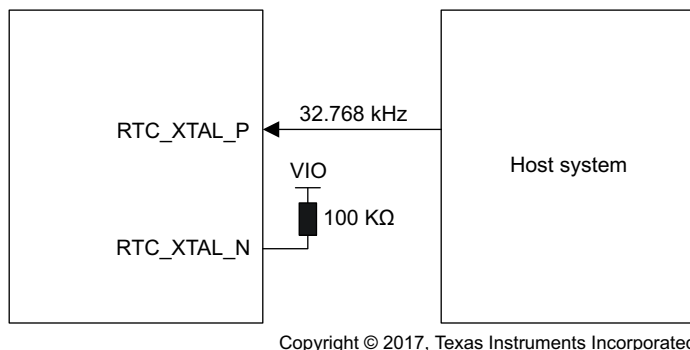 32.768 kHz
RTC_XTAL_P
Host system
VIO
100 KΩ
RTC_XTAL_N
Copyright © 2017, Texas Instruments Incorporated